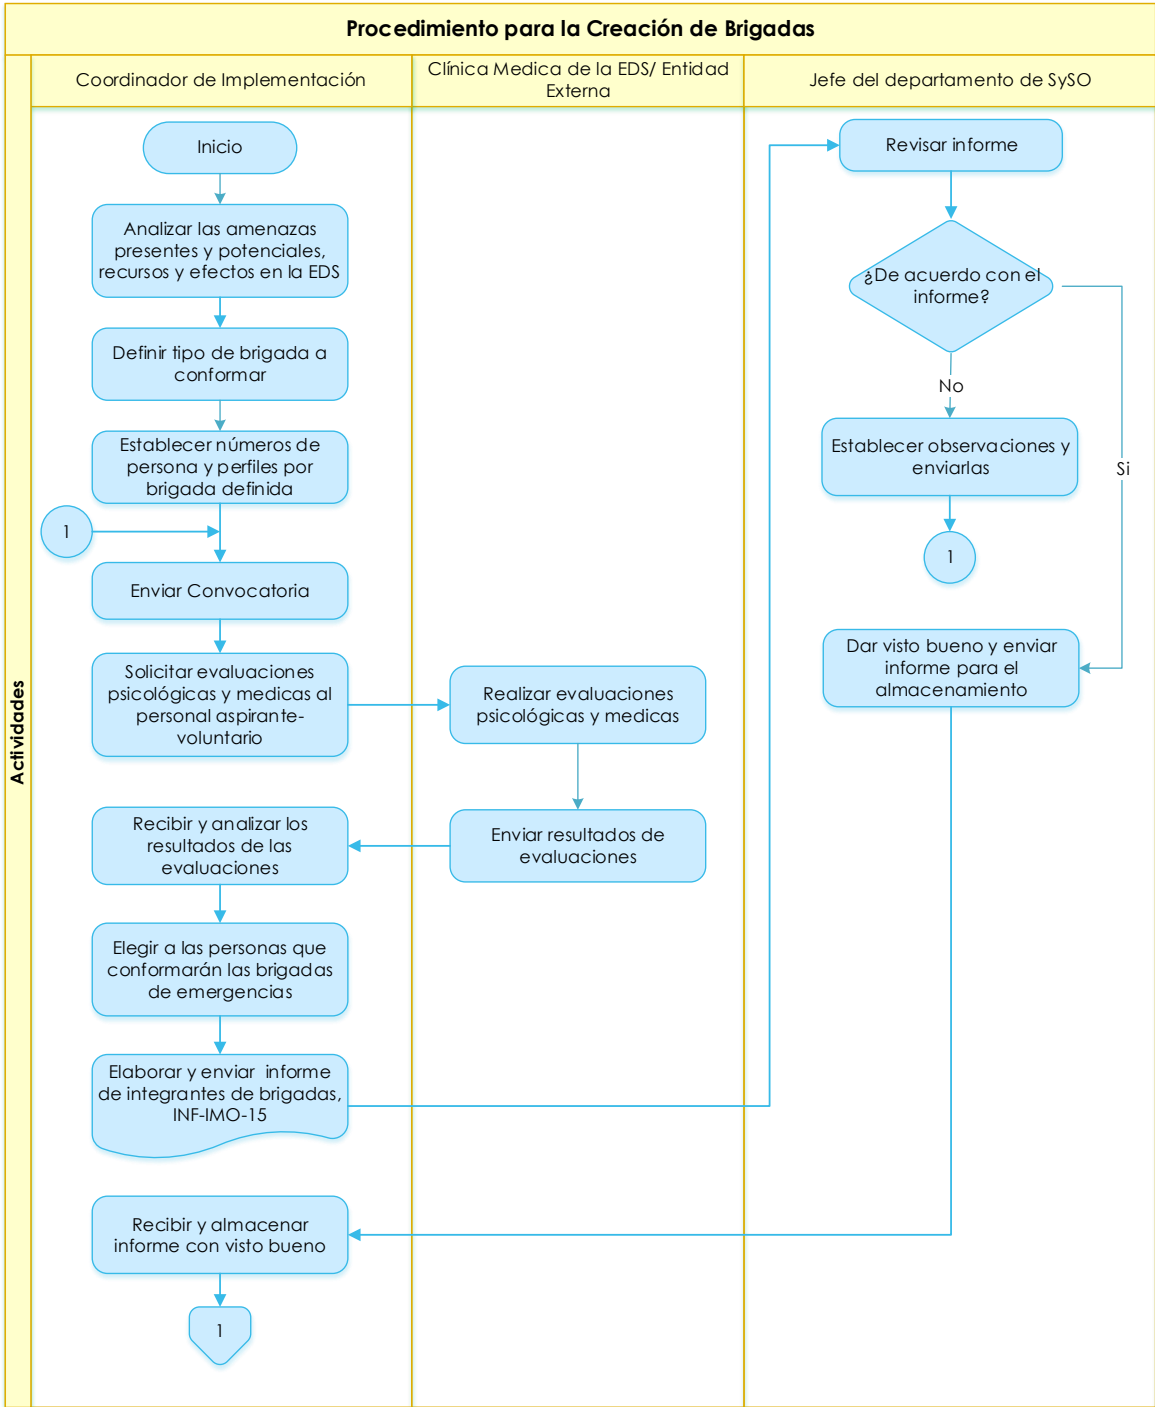 Procedimiento para la Creación de Brigadas
Actividades
Coordinador de Implementación
Clínica Medica de la EDS/ Entidad
Externa
Jefe del departamento de SySO
Inicio
Analizar las amenazas
presentes y potenciales,
recursos y efectos en la EDS
Definir tipo de brigada a
conformar
Establecer números de
persona y perfiles por
brigada definida
1
Enviar Convocatoria
Solicitar evaluaciones
psicológicas y medicas al
personal aspirante-
voluntario
Realizar evaluaciones
psicológicas y medicas
Enviar resultados de
evaluaciones
Recibir y analizar los
resultados de las
evaluaciones
Elegir a las personas que
conformarán las brigadas
de emergencias
Elaborar y enviar informe
de integrantes de brigadas,
INF-IMO-15
Revisar informe
¿De acuerdo con el
informe?
No
Si
Establecer observaciones y
enviarlas
1
Dar visto bueno y enviar
informe para el
almacenamiento
Recibir y almacenar
informe con visto bueno
1